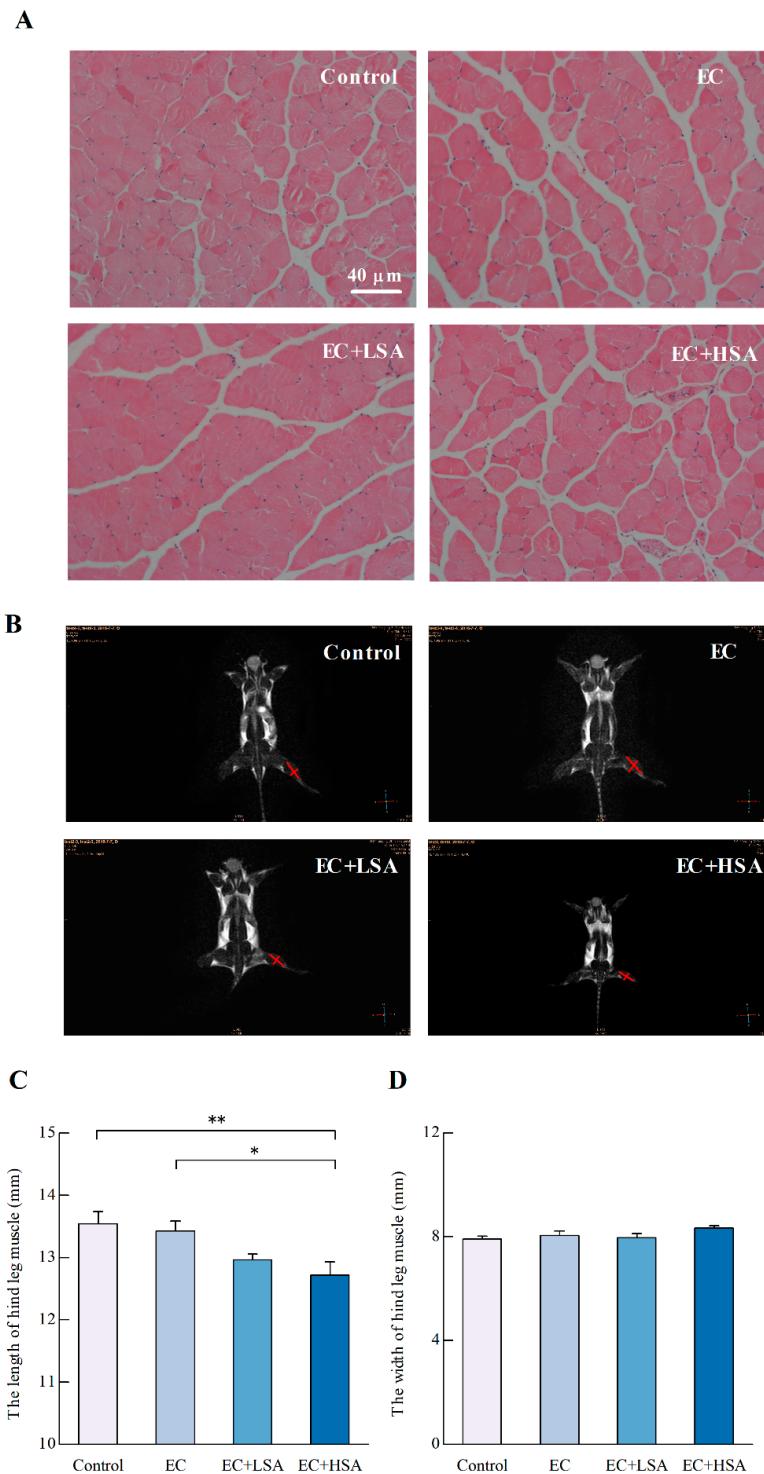 A
Control
EC
40 μm
EC+LSA
EC+HSA
B
Control
EC
EC+LSA
EC+HSA
C
D
The length of hind leg muscle (mm)
15
14
13
12
11
10
**
*
Control EC EC+LSA EC+HSA
The width of hind leg muscle (mm)
12
8
4
0
Control EC EC+LSA EC+HSA